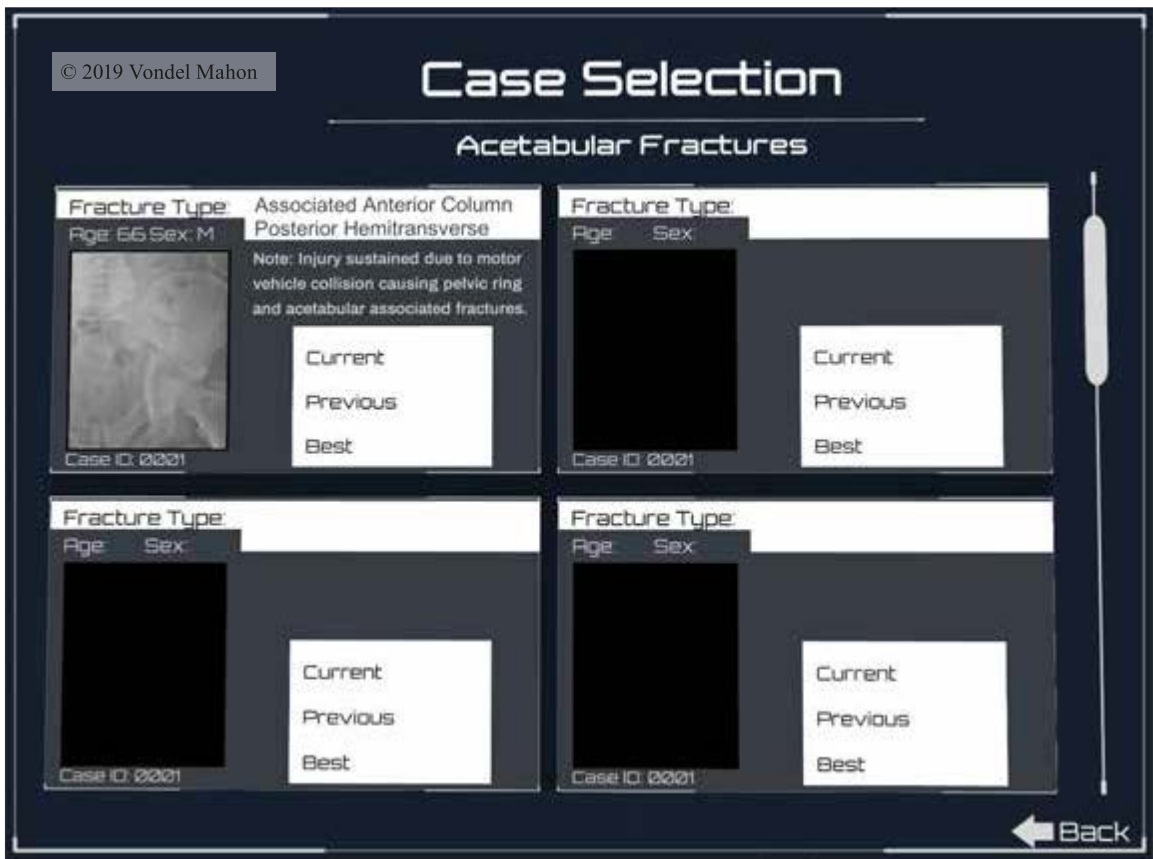 © 2019 Vondel Mahon
Case Selection
Acetabular Fractures
Fracture Type: Associated Anterior Column
Posterior Hemitransverse
Age: 66 Sex: M
Note: Injury sustained due to motor
vehicle collision causing pelvic ring
and acetabular associated fractures.
Current
Previous
Best
Case ID: 0001
Fracture Type:
Age: Sex:
Current
Previous
Best
Case ID: 0001
Fracture Type:
Age: Sex:
Current
Previous
Best
Case ID: 0001
Fracture Type:
Age: Sex:
Current
Previous
Best
Case ID: 0001
Back